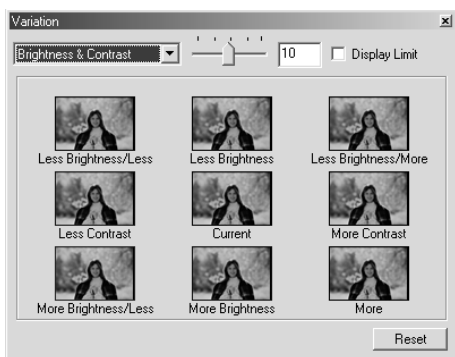 Variation
Brightness & Contrast 10 Display Limit
Less Brightness/Less Less Brightness Less Brightness/More
Less Contrast Current More Contrast
More Brightness/Less More Brightness More
Reset